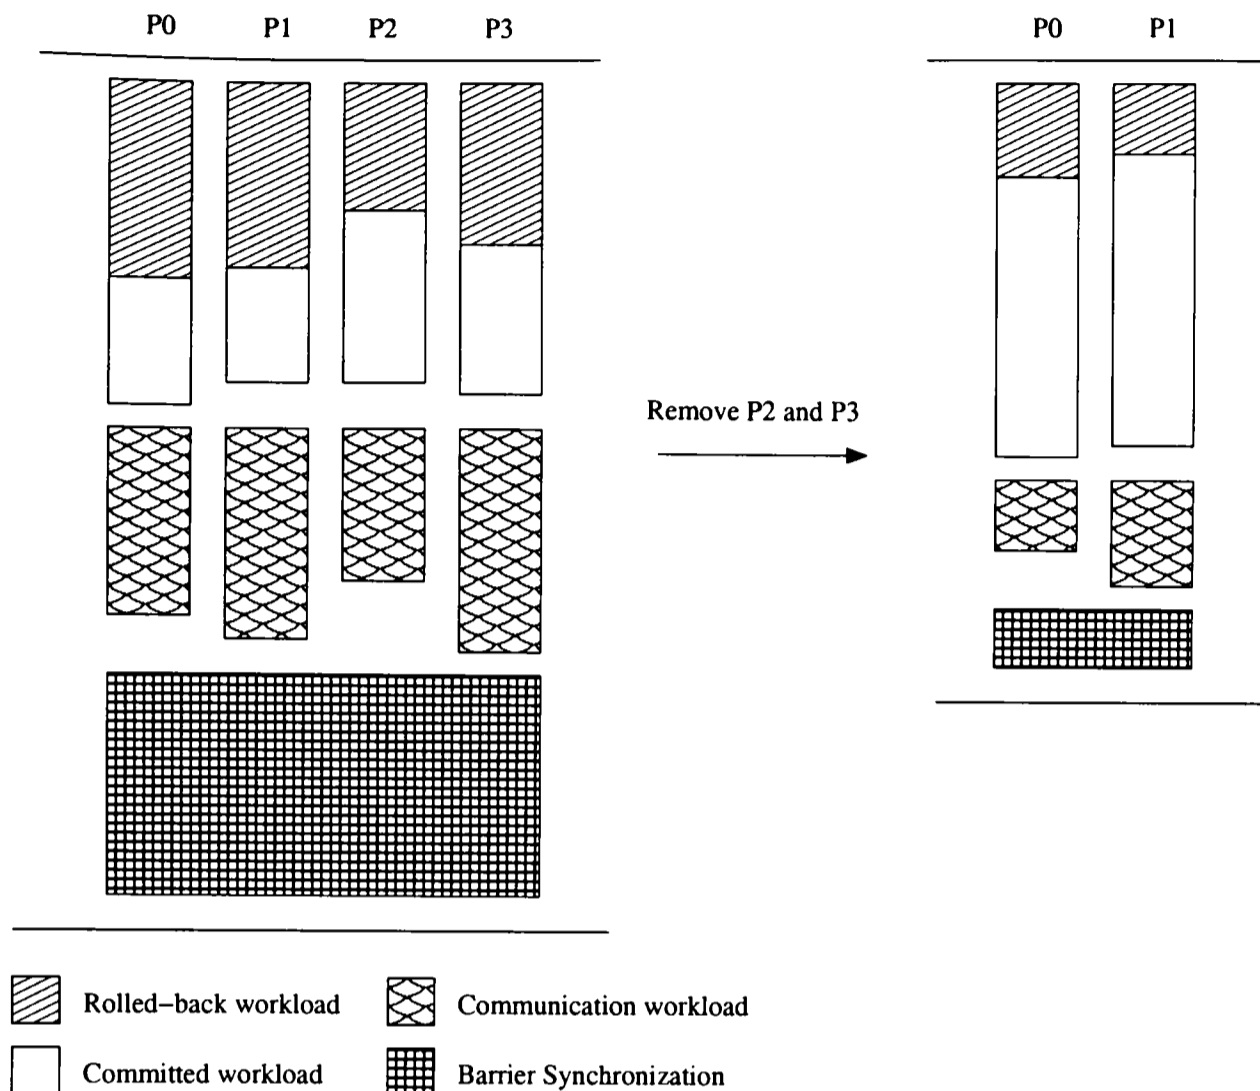 P0 P1 P2 P3 P0 P1
Remove P2 and P3
Rolled−back workload Communication workload
Committed workload Barrier Synchronization